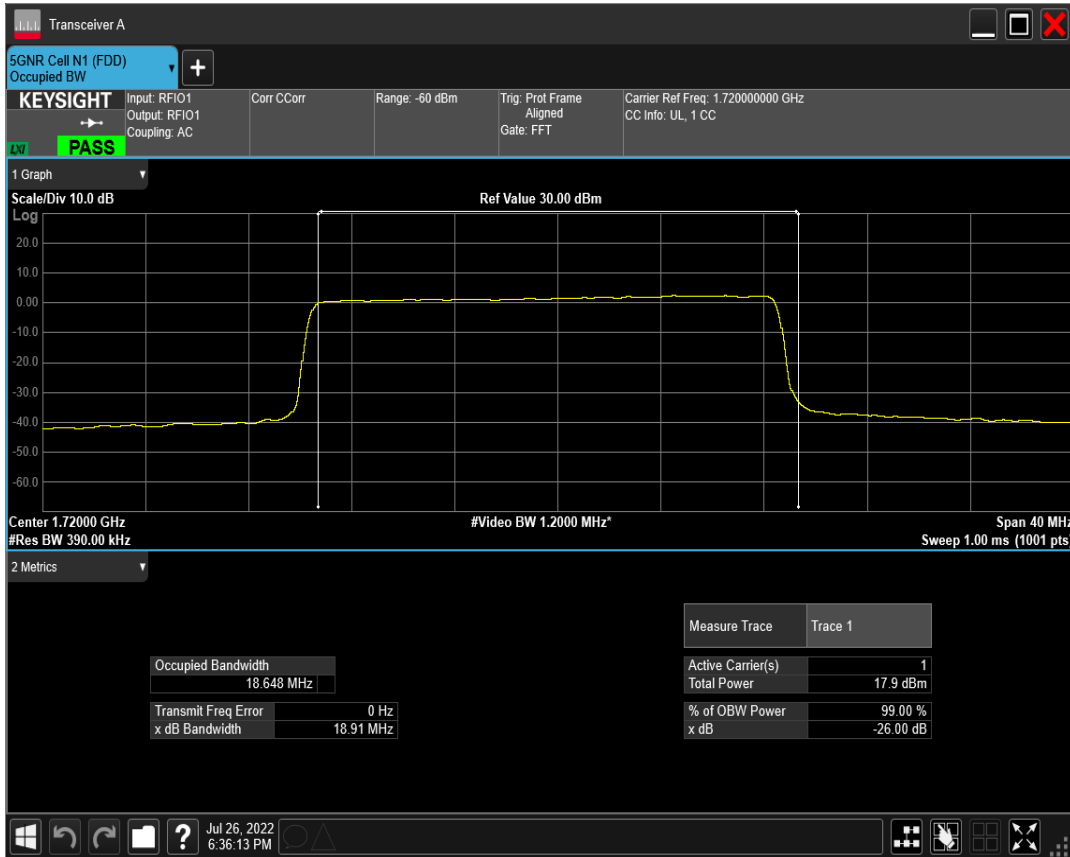 Transceiver A
5GNR Cell N1 (FDD)
Occupied BW
+
KEYSIGHT
LXI
PASS
Input: RFIO1
Output: RFIO1
Coupling: AC
Corr CCorr
Range: -60 dBm
Trig: Prot Frame
Aligned
Gate: FFT
Carrier Ref Freq: 1.720000000 GHz
CC Info: UL, 1 CC
1 Graph
Scale/Div 10.0 dB
Ref Value 30.00 dBm
Log
20.0
10.0
0.00
-10.0
-20.0
-30.0
-40.0
-50.0
-60.0
Center 1.72000 GHz
#Video BW 1.2000 MHz*
Span 40 MHz
#Res BW 390.00 kHz
Sweep 1.00 ms (1001 pts)
2 Metrics
Measure Trace Trace 1
Occupied Bandwidth
18.648 MHz
Active Carrier(s) 1
Total Power 17.9 dBm
Transmit Freq Error 0 Hz
x dB Bandwidth 18.91 MHz
% of OBW Power 99.00 %
x dB -26.00 dB
?
Jul 26, 2022
6:36:13 PM